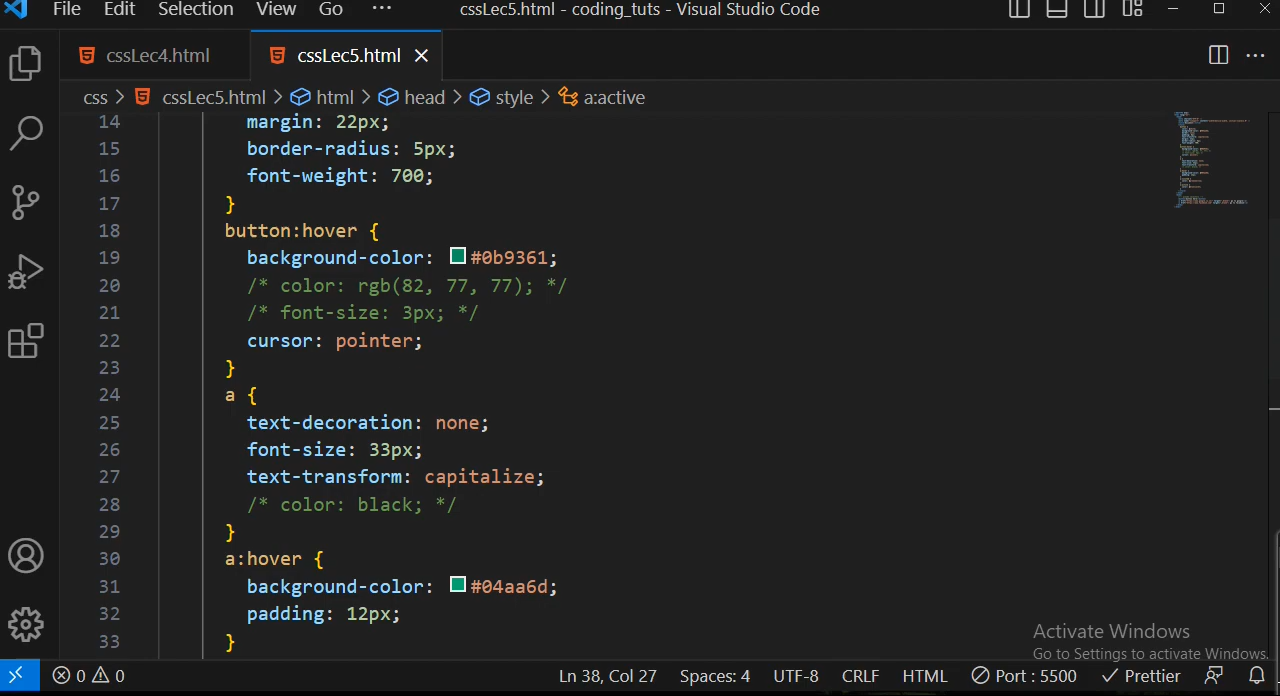 File Edit Selection View Go ··· cssLec5.html - coding_tuts - Visual Studio Code
cssLec4.html cssLec5.html
css > cssLec5.html > html > head > style > a:active
14 margin: 22px;
15 border-radius: 5px;
16 font-weight: 700;
17 }
18 button:hover {
19 background-color: #0b9361;
20 /* color: rgb(82, 77, 77); */
21 /* font-size: 3px; */
22 cursor: pointer;
23 }
24 a {
25 text-decoration: none;
26 font-size: 33px;
27 text-transform: capitalize;
28 /* color: black; */
29 }
30 a:hover {
31 background-color: #04aa6d;
32 padding: 12px;
33 }
Activate Windows
Go to Settings to activate Windows.
0 0 Ln 38, Col 27 Spaces: 4 UTF-8 CRLF HTML Port : 5500 Prettier